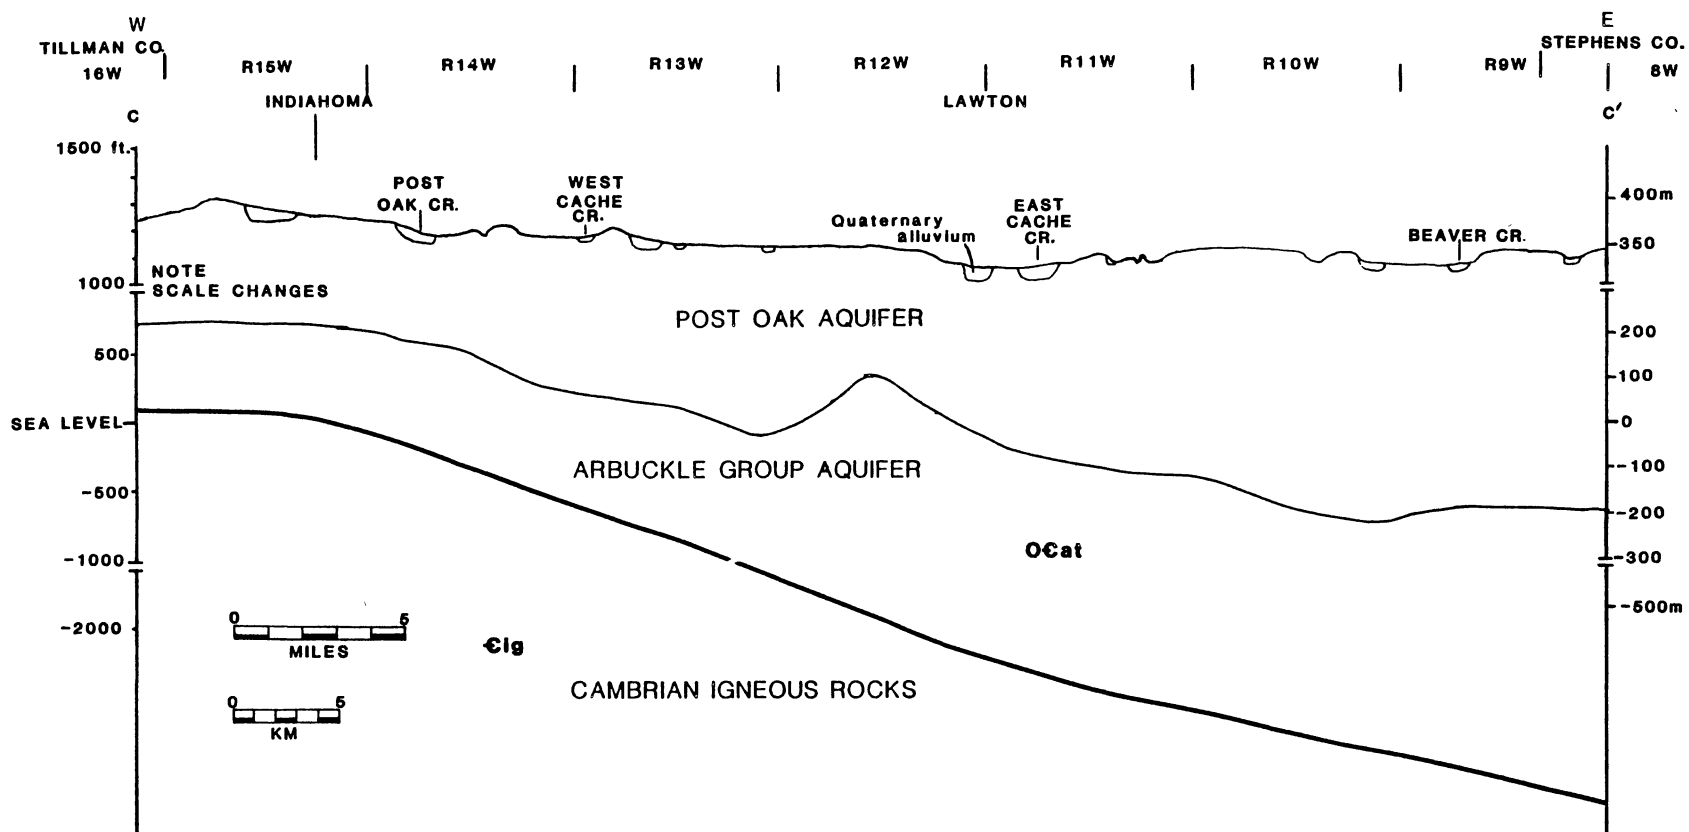 W
E
TILLMAN CO.
STEPHENS CO.
16W
R15W
R14W
R13W
R12W
R11W
R10W
R9W
8W
INDIAHOMA
LAWTON
C
C'
1500 ft.
POST
OAK CR.
WEST
CACHE
CR.
Quaternary
alluvium
EAST
CACHE
CR.
BEAVER CR.
400m
350
NOTE
SCALE CHANGES
1000
POST OAK AQUIFER
200
500
100
SEA LEVEL
0
ARBUCKLE GROUP AQUIFER
-100
-500
-200
O€at
-1000
-300
-500m
0 5
MILES
-2000
€Ig
CAMBRIAN IGNEOUS ROCKS
0 5
KM